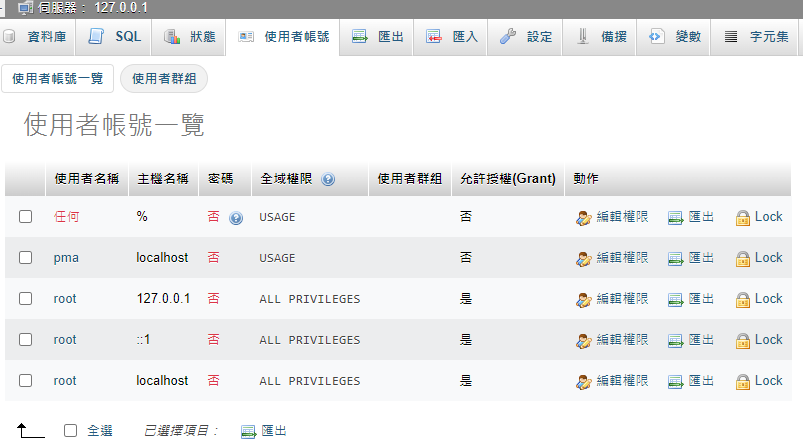 伺服器： 127.0.0.1
資料庫 SQL 狀態 使用者帳號 匯出 匯入 設定 備援 變數 字元集
使用者帳號一覽 使用者群組
使用者帳號一覽
使用者名稱 主機名稱 密碼 全域權限 使用者群組 允許授權(Grant) 動作
任何 % 否 USAGE 否 編輯權限 匯出 Lock
pma localhost 否 USAGE 否 編輯權限 匯出 Lock
root 127.0.0.1 否 ALL PRIVILEGES 是 編輯權限 匯出 Lock
root ::1 否 ALL PRIVILEGES 是 編輯權限 匯出 Lock
root localhost 否 ALL PRIVILEGES 是 編輯權限 匯出 Lock
全選 已選擇項目： 匯出